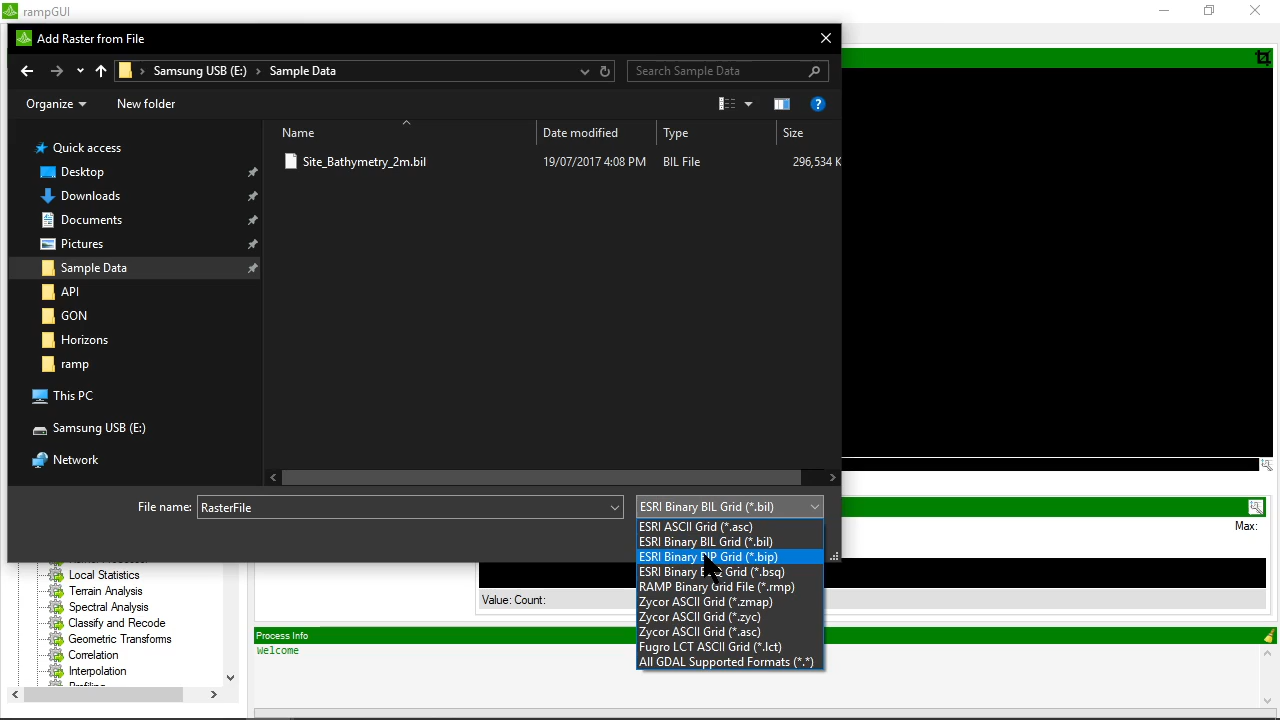 rampGUI
Add Raster from File
Samsung USB (E:) › Sample Data
Search Sample Data
Organize
New folder
Name
Date modified
Type
Size
Quick access
Site_Bathymetry_2m.bil
19/07/2017 4:08 PM
BIL File
296,534 K
Desktop
Downloads
Documents
Pictures
Sample Data
API
GON
Horizons
ramp
This PC
Samsung USB (E:)
Network
File name:
RasterFile
ESRI Binary BIL Grid (*.bil)
ESRI ASCII Grid (*.asc)
ESRI Binary BIL Grid (*.bil)
ESRI Binary BIP Grid (*.bip)
ESRI Binary Grid (*.bsq)
RAMP Binary Grid File (*.rmp)
Zycor ASCII Grid (*.zmap)
Zycor ASCII Grid (*.zyc)
Zycor ASCII Grid (*.asc)
Fugro LCT ASCII Grid (*.lct)
All GDAL Supported Formats (*.*)
Max:
Value: Count:
Local Statistics
Terrain Analysis
Spectral Analysis
Classify and Recode
Geometric Transforms
Correlation
Interpolation
Process Info
Welcome